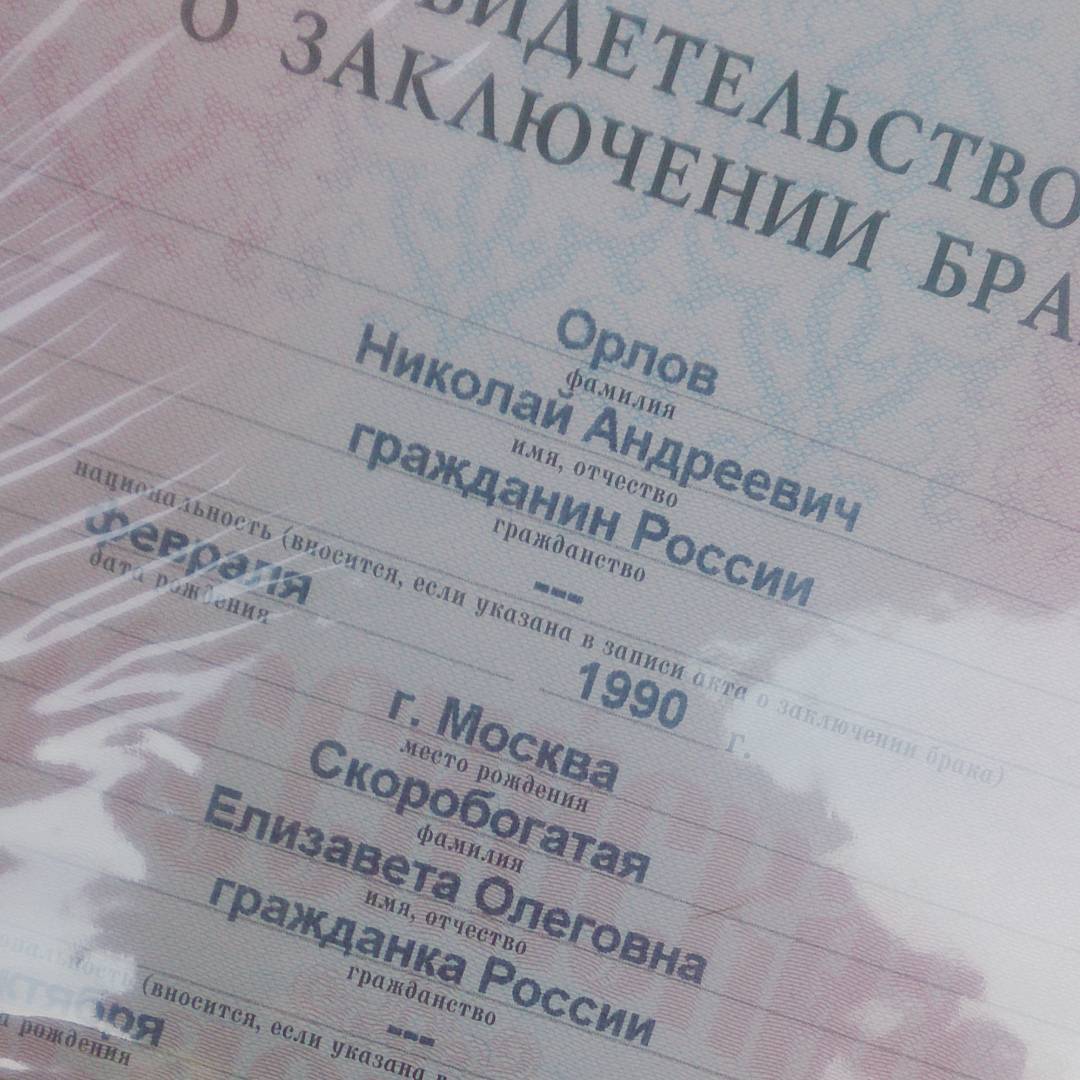 О ЗАКЛЮЧЕНИИ
Орлов
фамилия
Николай Андреевич
имя, отчество
гражданин России
гражданство
---
национальность (вносится, если указана в записи акта о заключении брака)
февраля 1990 г.
дата рождения
г. Москва
место рождения
Скоробогатая
фамилия
Елизавета Олеговна
имя, отчество
гражданка России
гражданство
---
(вносится, если указана в
рождения